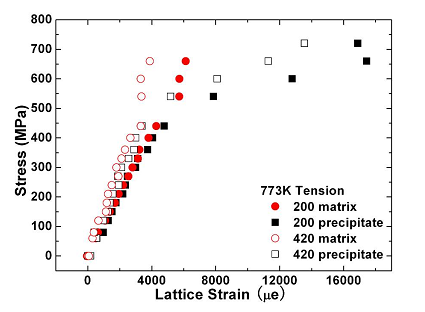 800
700
600
500
400
300
200
100
0
Stress (MPa)
773K Tension
200 matrix
200 precipitate
420 matrix
420 precipitate
0 4000 8000 12000 16000
Lattice Strain (με)